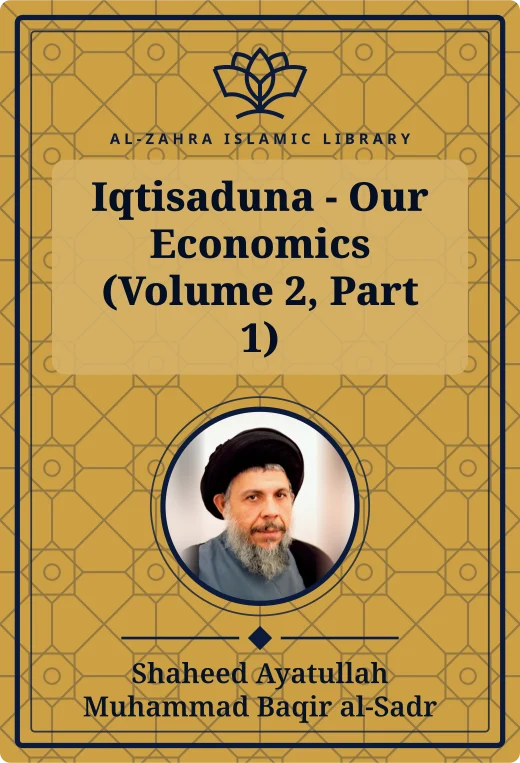 AL-ZAHRA ISLAMIC LIBRARY
Iqtisaduna - Our
Economics
(Volume 2, Part
1)
Shaheed Ayatullah
Muhammad Baqir al-Sadr